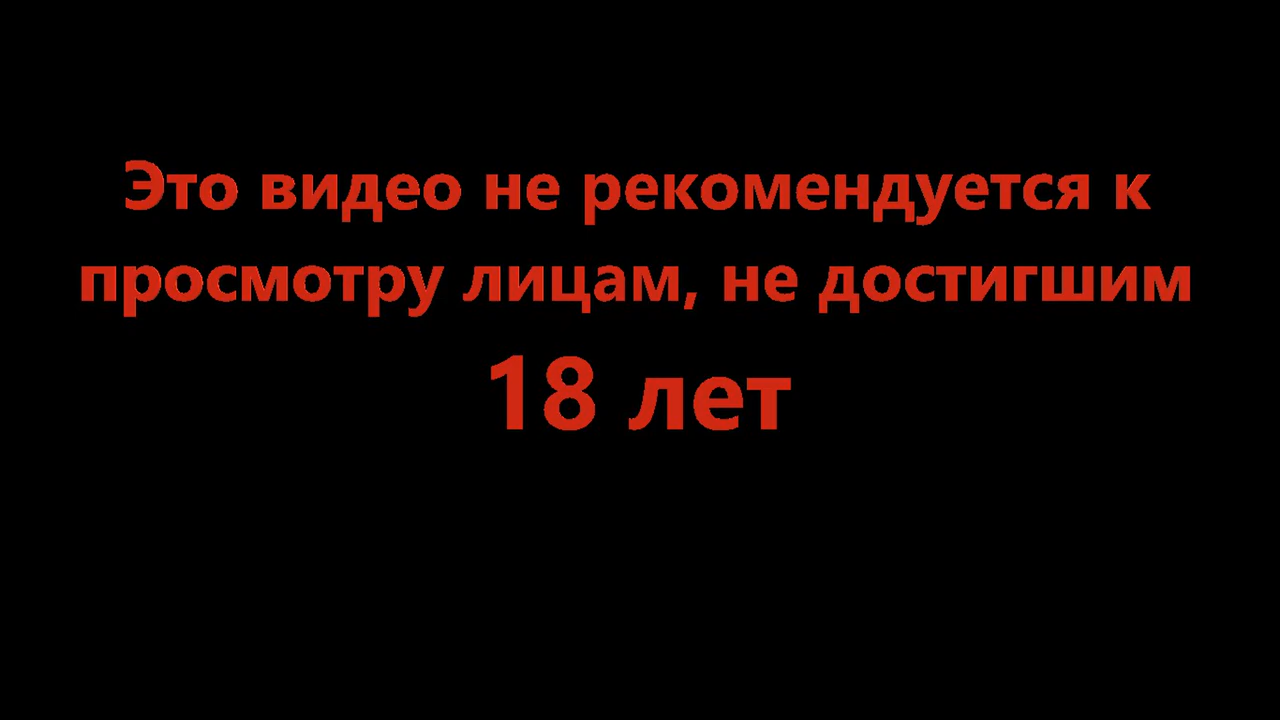 Это видео не рекомендуется к
просмотру лицам, не достигшим
18 лет